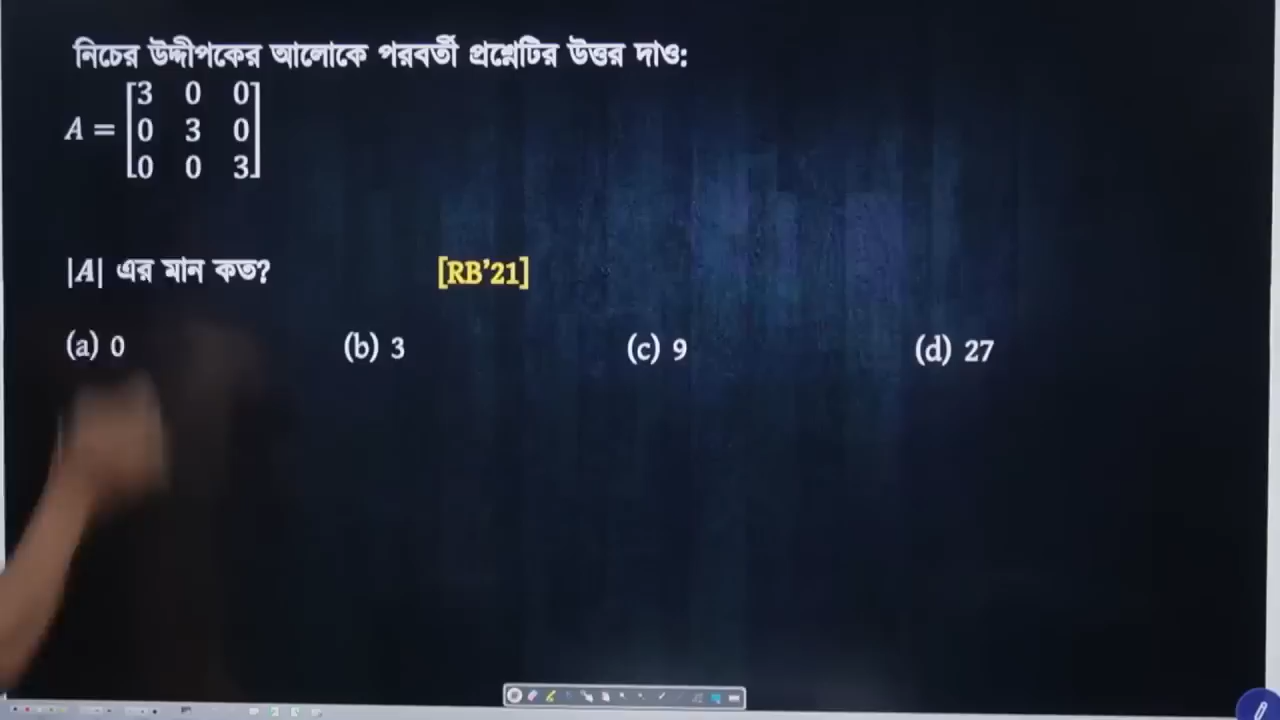 নিচের উদ্দীপকের আলোকে পরবর্তী প্রশ্নেটির উত্তর দাও:
A = [3 0 0
0 3 0
0 0 3]
|A| এর মান কত? [RB'21]
(a) 0 (b) 3 (c) 9 (d) 27